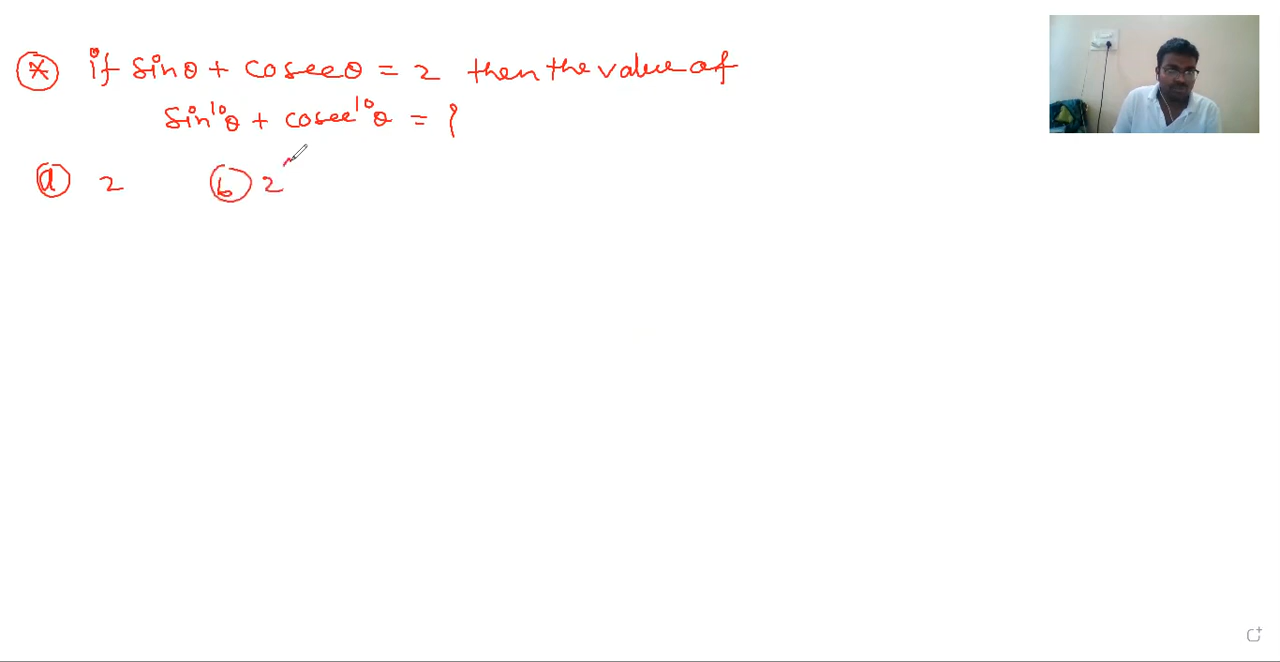 * if sinθ + cosecθ = 2 then the value of
sin¹⁰θ + cosec¹⁰θ = ?
a 2 b 2